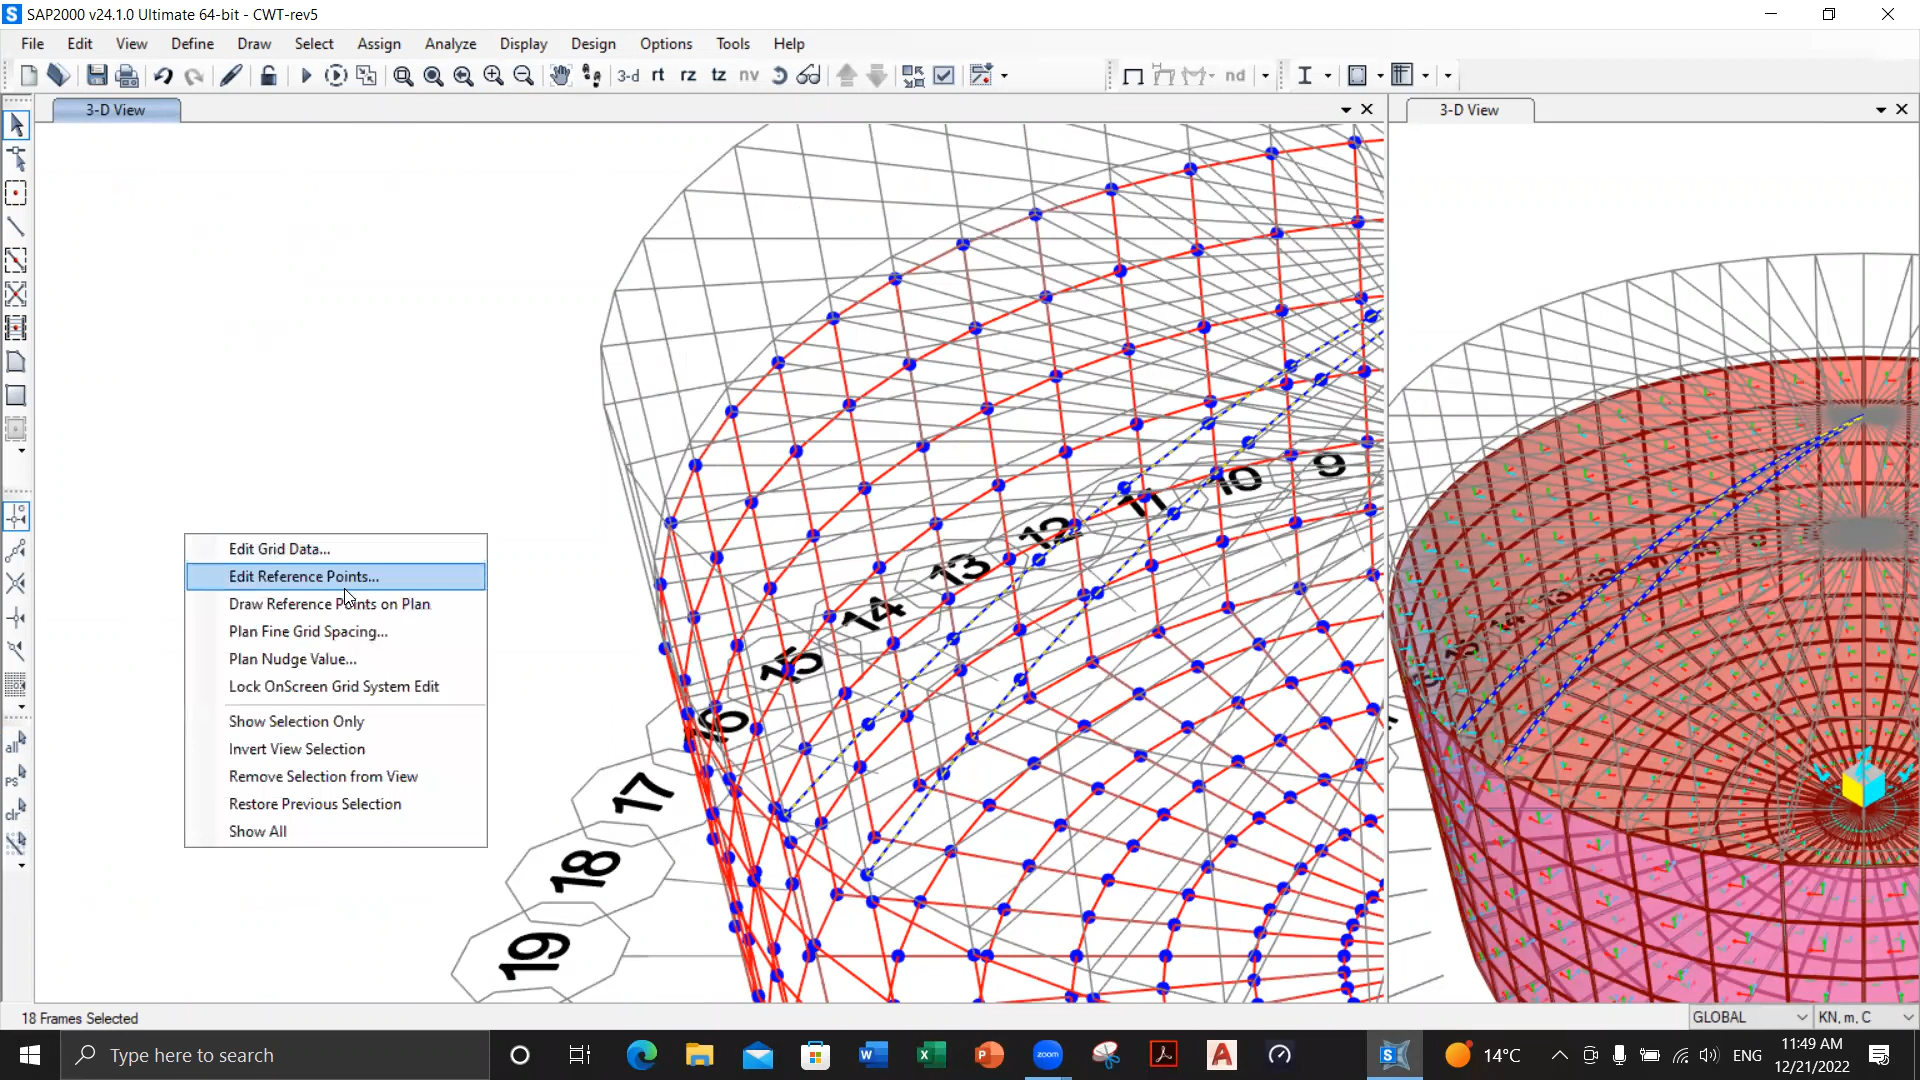 SAP2000 v24.1.0 Ultimate 64-bit - CWT-rev5
File Edit View Define Draw Select Assign Analyze Display Design Options Tools Help
3-d rt rz tz nv nd
3-D View
3-D View
9
10
11
12
13
14
15
16
17
18
19
Edit Grid Data...
Edit Reference Points...
Draw Reference Points on Plan
Plan Fine Grid Spacing...
Plan Nudge Value...
Lock OnScreen Grid System Edit
Show Selection Only
Invert View Selection
Remove Selection from View
Restore Previous Selection
Show All
all
PS
clr
18 Frames Selected
GLOBAL
KN, m, C
Type here to search
zoom
14°C
ENG
11:49 AM
12/21/2022